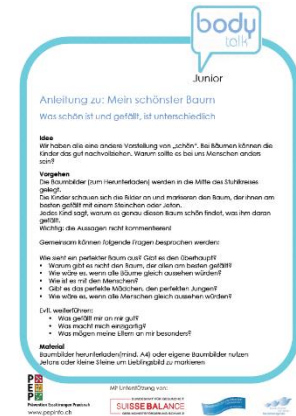 body
talk
Junior
Anleitung zu: Mein schönster Baum
Was schön ist und gefällt, ist unterschiedlich
Idee
Wir haben alle eine andere Vorstellung von „schön“. Bei Bäumen können die
Kinder das gut nachvollziehen. Warum sollte es bei uns Menschen anders
sein?
Vorgehen
Die Baumbilder (zum Herunterladen) werden in die Mitte des Stuhlkreises
gelegt.
Die Kinder schauen sich die Bilder an und markieren den Baum, der ihnen am
besten gefällt mit einem Steinchen oder Jeton.
Jedes Kind sagt, warum es genau diesen Baum schön findet, was ihm daran
gefällt.
Wichtig: die Aussagen nicht kommentieren!
Gemeinsam können folgende Fragen besprochen werden:
Wie sieht ein perfekter Baum aus? Gibt es den überhaupt?
• Warum gibt es nicht den Baum, der allen am besten gefällt?
• Wie wäre es, wenn alle Bäume gleich aussehen würden?
• Wie ist es mit den Menschen?
• Gibt es das perfekte Mädchen, den perfekten Jungen?
• Wie wäre es, wenn alle Menschen gleich aussehen würden?
Evtl. weiterführen:
• Was gefällt mir an mir gut?
• Was macht mich einzigartig?
• Was mögen meine Eltern an mir besonders?
Material
Baumbilder herunterladen(mind. A4) oder eigene Baumbilder nutzen
Jetons oder kleine Steine um Lieblingsbild zu markieren
PEP
www.pepinfo.ch
Mit Unterstützung von:
SUISSE BALANCE